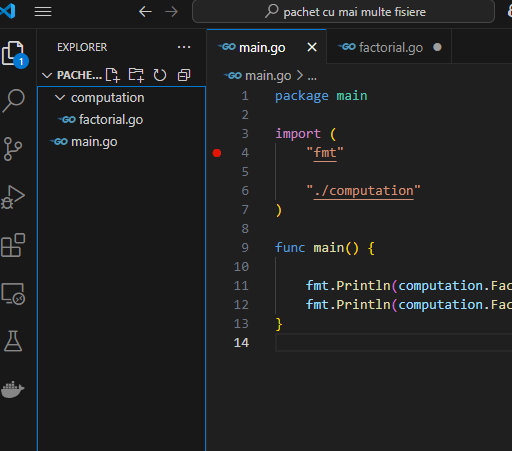 pachet cu mai multe fisiere
EXPLORER
main.go
factorial.go
PACHE...
main.go > ...
computation
factorial.go
main.go
1
1 package main
2
3 import (
4 "fmt"
5
6 "./computation"
7 )
8
9 func main() {
10
11 fmt.Println(computation.Fac
12 fmt.Println(computation.Fac
13 }
14